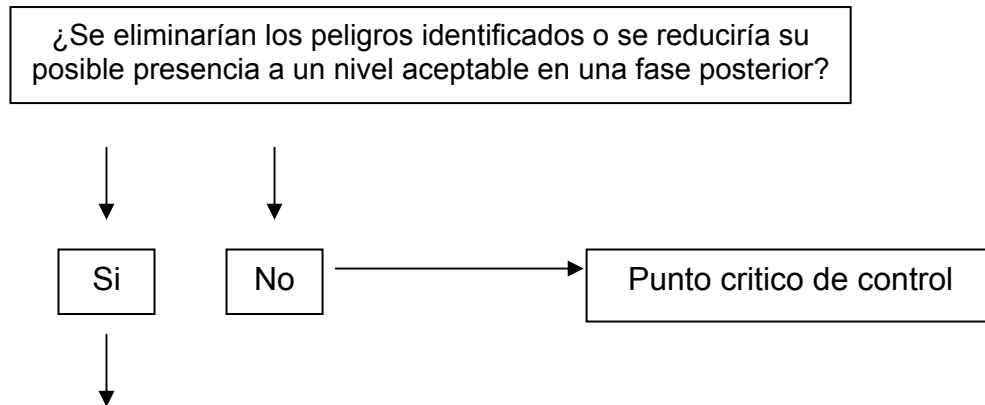 ¿Se eliminarían los peligros identificados o se reduciría su
posible presencia a un nivel aceptable en una fase posterior?
Si
No
Punto critico de control